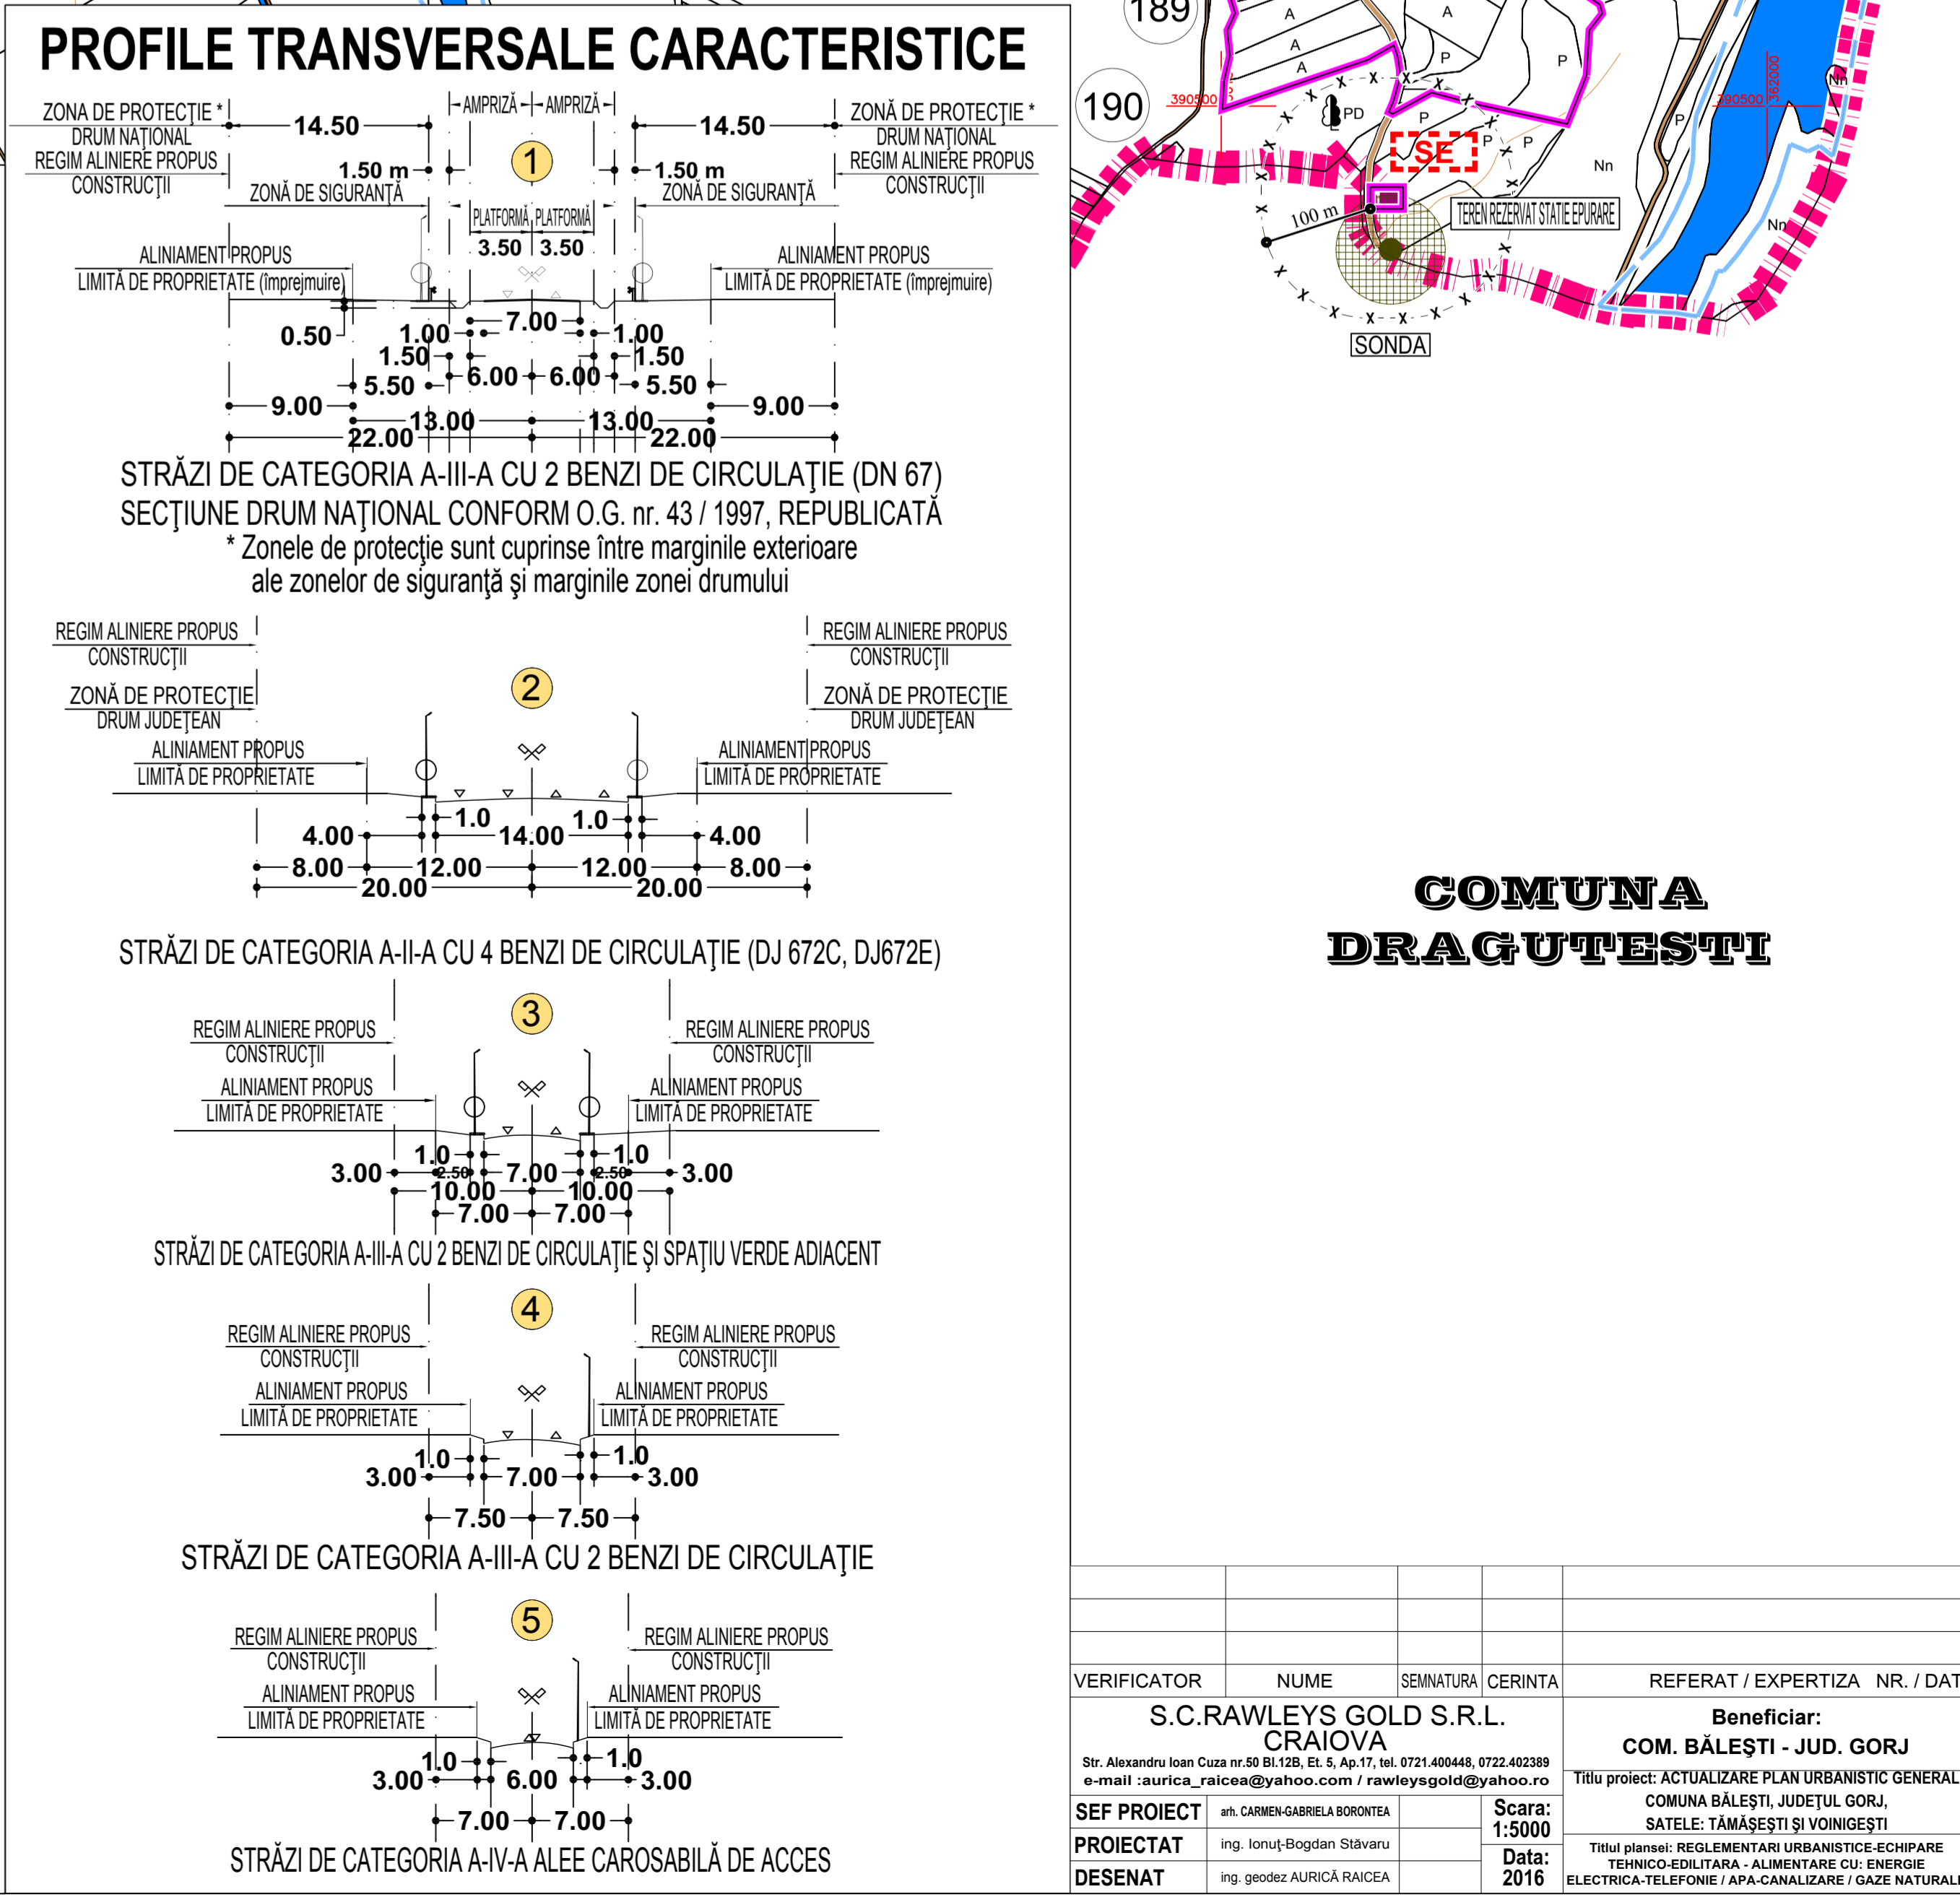 PROFILE TRANSVERSALE CARACTERISTICE
ZONA DE PROTECŢIE *
DRUM NAŢIONAL
REGIM ALINIERE PROPUS
CONSTRUCŢII
14.50
AMPRIZĂ
AMPRIZĂ
14.50
ZONĂ DE PROTECŢIE *
DRUM NAŢIONAL
REGIM ALINIERE PROPUS
CONSTRUCŢII
1
1.50 m
1.50 m
ZONĂ DE SIGURANŢĂ
ZONĂ DE SIGURANŢĂ
PLATFORMĂ
PLATFORMĂ
3.50
3.50
ALINIAMENT PROPUS
LIMITĂ DE PROPRIETATE (împrejmuire)
ALINIAMENT PROPUS
LIMITĂ DE PROPRIETATE (împrejmuire)
0.50
1.00
7.00
1.00
1.50
1.50
5.50
6.00
6.00
5.50
9.00
9.00
13.00
13.00
22.00
22.00
STRĂZI DE CATEGORIA A-III-A CU 2 BENZI DE CIRCULAŢIE (DN 67)
SECŢIUNE DRUM NAŢIONAL CONFORM O.G. nr. 43 / 1997, REPUBLICATĂ
* Zonele de protecţie sunt cuprinse între marginile exterioare
ale zonelor de siguranţă şi marginile zonei drumului
REGIM ALINIERE PROPUS
CONSTRUCŢII
REGIM ALINIERE PROPUS
CONSTRUCŢII
2
ZONĂ DE PROTECŢIE
DRUM JUDEŢEAN
ZONĂ DE PROTECŢIE
DRUM JUDEŢEAN
ALINIAMENT PROPUS
LIMITĂ DE PROPRIETATE
ALINIAMENT PROPUS
LIMITĂ DE PROPRIETATE
1.0
1.0
4.00
14.00
4.00
8.00
12.00
12.00
8.00
20.00
20.00
STRĂZI DE CATEGORIA A-II-A CU 4 BENZI DE CIRCULAŢIE (DJ 672C, DJ672E)
3
REGIM ALINIERE PROPUS
CONSTRUCŢII
REGIM ALINIERE PROPUS
CONSTRUCŢII
ALINIAMENT PROPUS
LIMITĂ DE PROPRIETATE
ALINIAMENT PROPUS
LIMITĂ DE PROPRIETATE
1.0
1.0
3.00
2.50
7.00
2.50
3.00
10.00
10.00
7.00
7.00
STRĂZI DE CATEGORIA A-III-A CU 2 BENZI DE CIRCULAŢIE ŞI SPAŢIU VERDE ADIACENT
4
REGIM ALINIERE PROPUS
CONSTRUCŢII
REGIM ALINIERE PROPUS
CONSTRUCŢII
ALINIAMENT PROPUS
LIMITĂ DE PROPRIETATE
ALINIAMENT PROPUS
LIMITĂ DE PROPRIETATE
1.0
1.0
3.00
7.00
3.00
7.50
7.50
STRĂZI DE CATEGORIA A-III-A CU 2 BENZI DE CIRCULAŢIE
5
REGIM ALINIERE PROPUS
CONSTRUCŢII
REGIM ALINIERE PROPUS
CONSTRUCŢII
ALINIAMENT PROPUS
LIMITĂ DE PROPRIETATE
ALINIAMENT PROPUS
LIMITĂ DE PROPRIETATE
1.0
1.0
3.00
6.00
3.00
7.00
7.00
STRĂZI DE CATEGORIA A-IV-A ALEE CAROSABILĂ DE ACCES
189
190
390500
390500
362000
A
A
A
A
P
P
P
P
P
P
P
PD
SE
Nn
Nn
Nn
100 m
TEREN REZERVAT STATIE EPURARE
SONDA
COMUNA
DRAGUTESTI
VERIFICATOR NUME SEMNATURA CERINTA REFERAT / EXPERTIZA NR. / DAT
S.C.RAWLEYS GOLD S.R.L.
CRAIOVA
Str. Alexandru Ioan Cuza nr.50 Bl.12B, Et. 5, Ap.17, tel. 0721.400448, 0722.402389
e-mail :aurica_raicea@yahoo.com / rawleysgold@yahoo.ro
Beneficiar:
COM. BĂLEŞTI - JUD. GORJ
SEF PROIECT arh. CARMEN-GABRIELA BORONTEA
PROIECTAT ing. Ionuţ-Bogdan Stăvaru
DESENAT ing. geodez AURICĂ RAICEA
Scara:
1:5000
Data:
2016
Titlu proiect: ACTUALIZARE PLAN URBANISTIC GENERAL
COMUNA BĂLEŞTI, JUDEŢUL GORJ,
SATELE: TĂMĂŞEŞTI ŞI VOINIGEŞTI
Titlul plansei: REGLEMENTARI URBANISTICE-ECHIPARE
TEHNICO-EDILITARA - ALIMENTARE CU: ENERGIE
ELECTRICA-TELEFONIE / APA-CANALIZARE / GAZE NATURAL